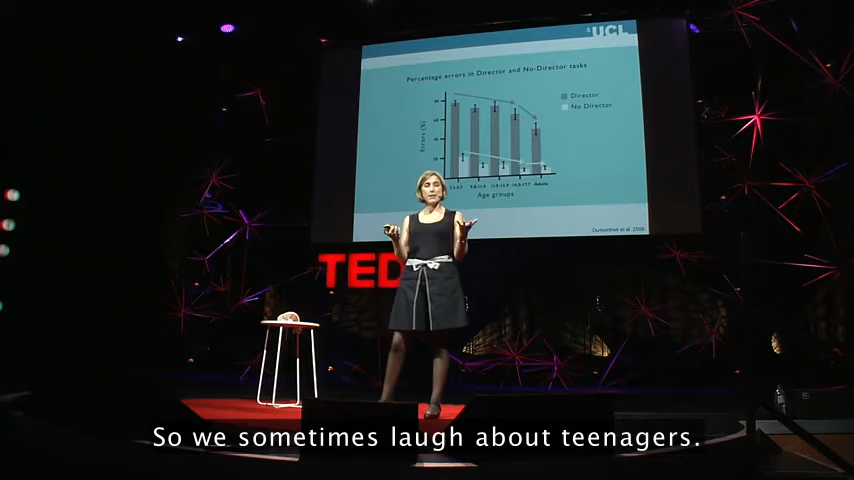 UCL
Percentage errors in Director and No-Director tasks
Director
No Director
Errors (%)
Age groups
Adults
Dumontheil et al. 2009
TED
So we sometimes laugh about teenagers.